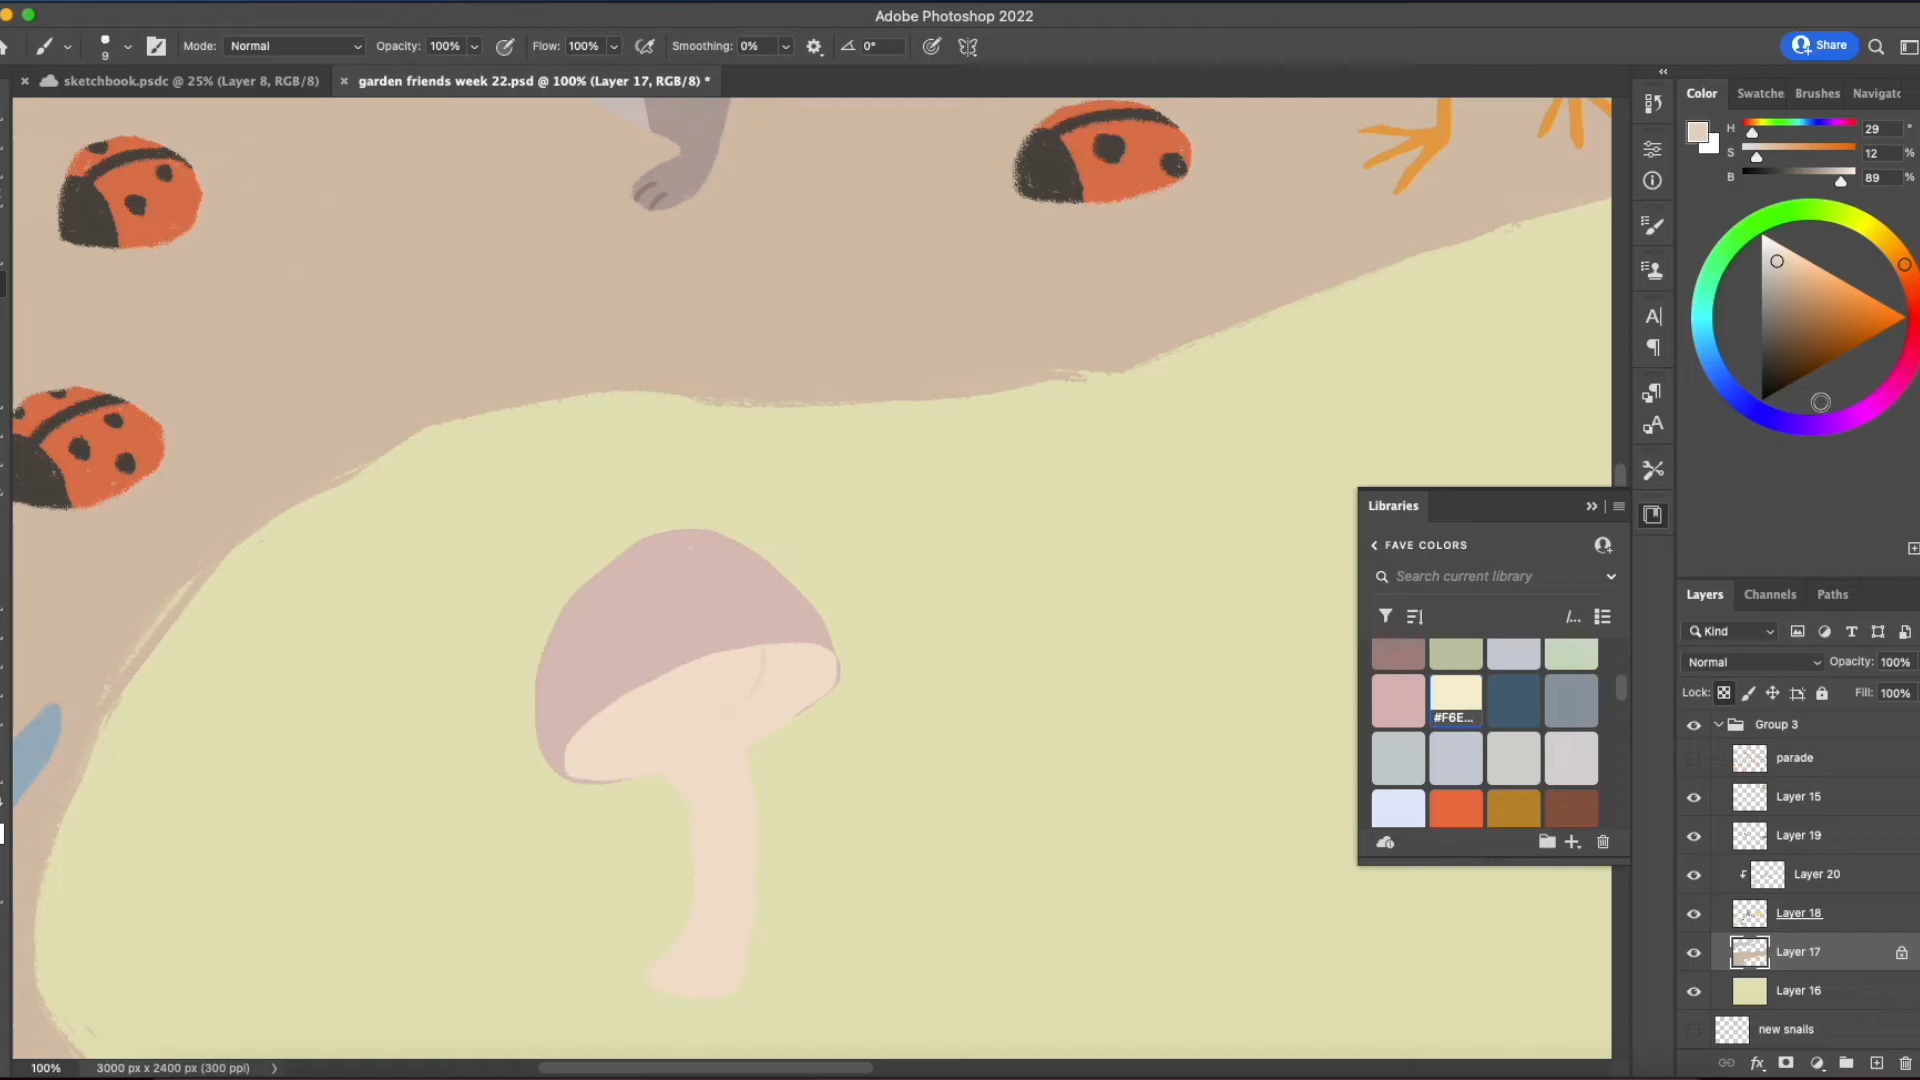 Adobe Photoshop 2022
9
Mode: Normal Opacity: 100% Flow: 100% Smoothing: 0% 0° Share
sketchbook.psdc @ 25% (Layer 8, RGB/8) garden friends week 22.psd @ 100% (Layer 17, RGB/8) *
Color Swatche Brushes Navigatc
H 29 °
S 12 %
B 89 %
Libraries
FAVE COLORS
Search current library
/...
#F6E...
Layers Channels Paths
Kind
Normal Opacity: 100%
Lock: Fill: 100%
Group 3
parade
Layer 15
Layer 19
Layer 20
Layer 18
Layer 17
Layer 16
new snails
fx
100% 3000 px x 2400 px (300 ppi)